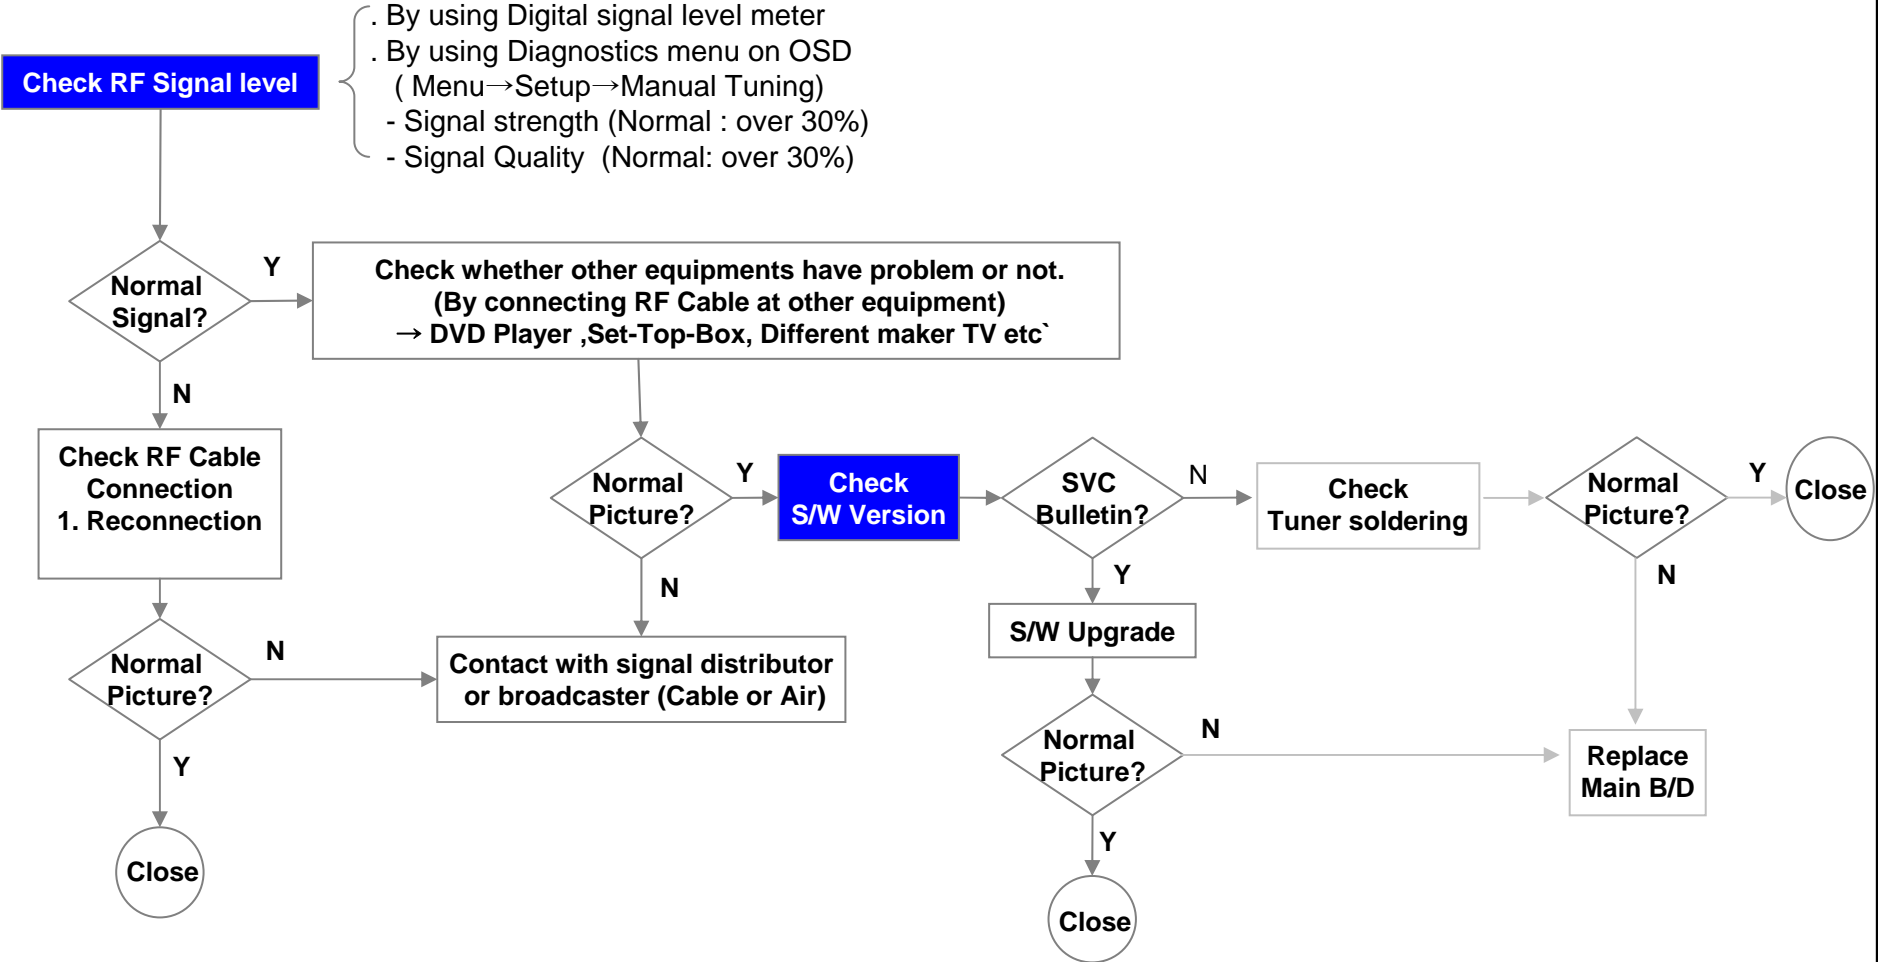 . By using Digital signal level meter
. By using Diagnostics menu on OSD
( Menu→Setup→Manual Tuning)
- Signal strength (Normal : over 30%)
- Signal Quality (Normal: over 30%)
Check RF Signal level
Normal
Signal?
Y
N
Check whether other equipments have problem or not.
(By connecting RF Cable at other equipment)
→ DVD Player ,Set-Top-Box, Different maker TV etc`
Check RF Cable
Connection
1. Reconnection
Normal
Picture?
N
Y
Close
Contact with signal distributor
or broadcaster (Cable or Air)
Normal
Picture?
Y
N
Check
S/W Version
SVC
Bulletin?
N
Y
S/W Upgrade
Normal
Picture?
N
Y
Close
Check
Tuner soldering
Normal
Picture?
Y
N
Close
Replace
Main B/D